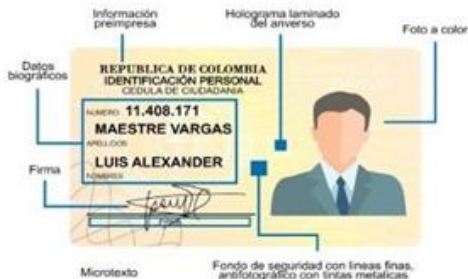 Información
preimpresa
Holograma laminado
del anverso
Foto a color
Datos
biográficos
REPUBLICA DE COLOMBIA
IDENTIFICACIÓN PERSONAL
CEDULA DE CIUDADANIA
NUMERO 11.408.171
MAESTRE VARGAS
APELLIDOS
LUIS ALEXANDER
NOMBRES
Firma
FIRMA
Microtexto
Fondo de seguridad con lineas finas,
antifotográfico con tintas metalicas